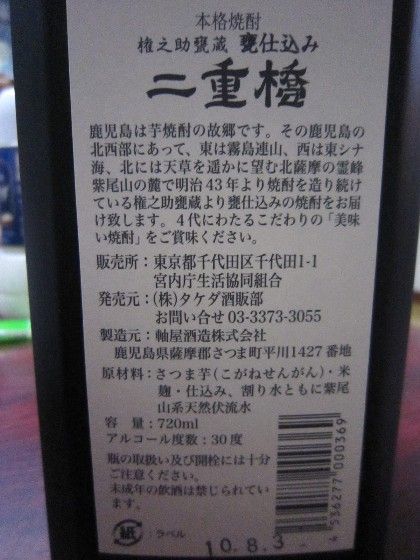 本格焼酎
権之助甕蔵 甕仕込み
二重橋
鹿児島は芋焼酎の故郷です。その鹿児島の
北西部にあって、東は霧島連山、西は東シナ
海、北には天草を遥かに望む北薩摩の霊峰
紫尾山の麓で明治43年より焼酎を造り続け
ている権之助甕蔵より甕仕込の焼酎をお届
け致します。4代にわたるこだわりの「美味
い焼酎」をご賞味ください。
販売所：東京都千代田区千代田1-1
宮内庁生活協同組合
発売元：(株)タケダ酒販部
お問い合せ 03-3373-3055
製造元：軸屋酒造株式会社
鹿児島県薩摩郡さつま町平川1427番地
原材料：さつま芋(こがねせんがん)・米
麹・仕込み、割り水ともに紫尾
山系天然伏流水
容量：720ml
アルコール度数：30度
瓶の取扱い及び開栓には十分
ご注意ください。
未成年の飲酒は禁じられて
います。
紙：ラベル
10.8.3
4536277000369